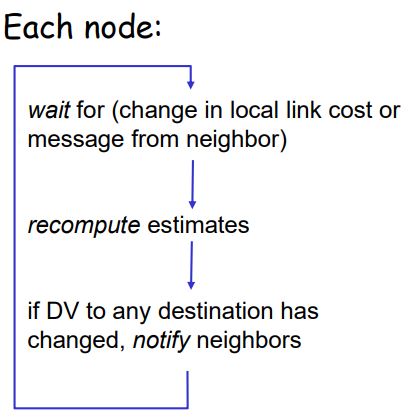 Each node:
wait for (change in local link cost or
message from neighbor)
recompute estimates
if DV to any destination has
changed, notify neighbors